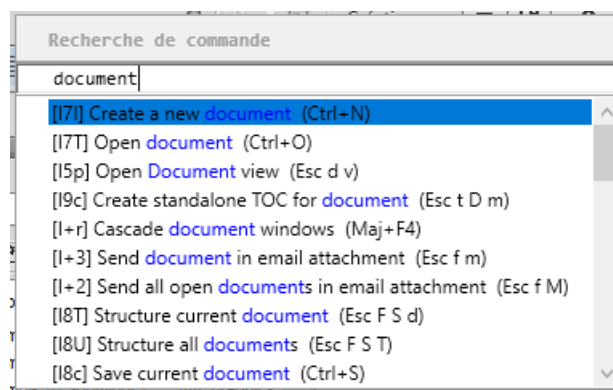 Recherche de commande
document
[I7I] Create a new document (Ctrl+N)
[I7T] Open document (Ctrl+O)
[I5p] Open Document view (Esc d v)
[I9c] Create standalone TOC for document (Esc t D m)
[I+r] Cascade document windows (Maj+F4)
[I+3] Send document in email attachment (Esc f m)
[I+2] Send all open documents in email attachment (Esc f M)
[I8T] Structure current document (Esc F S d)
[I8U] Structure all documents (Esc F S T)
[I8c] Save current document (Ctrl+S)